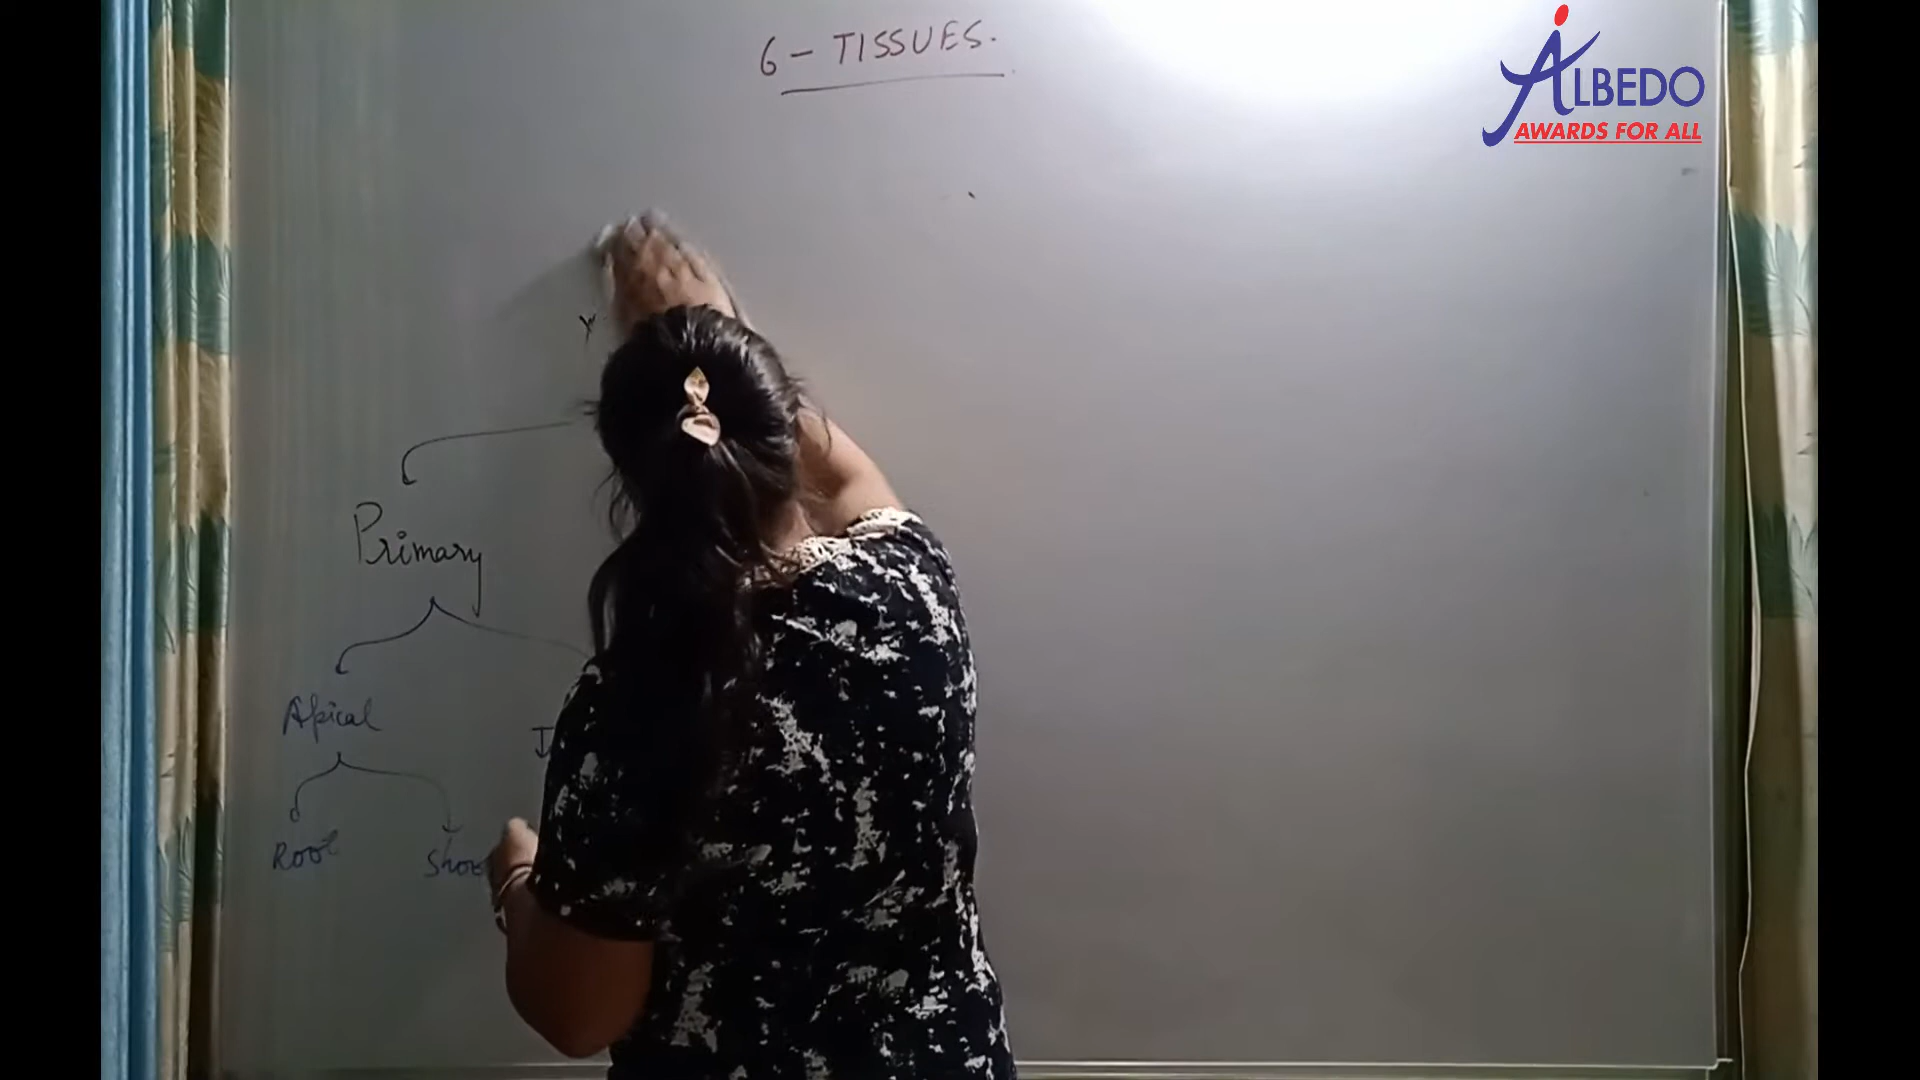 6 - TISSUES.
ALBEDO
AWARDS FOR ALL
Primary
Apical
Root